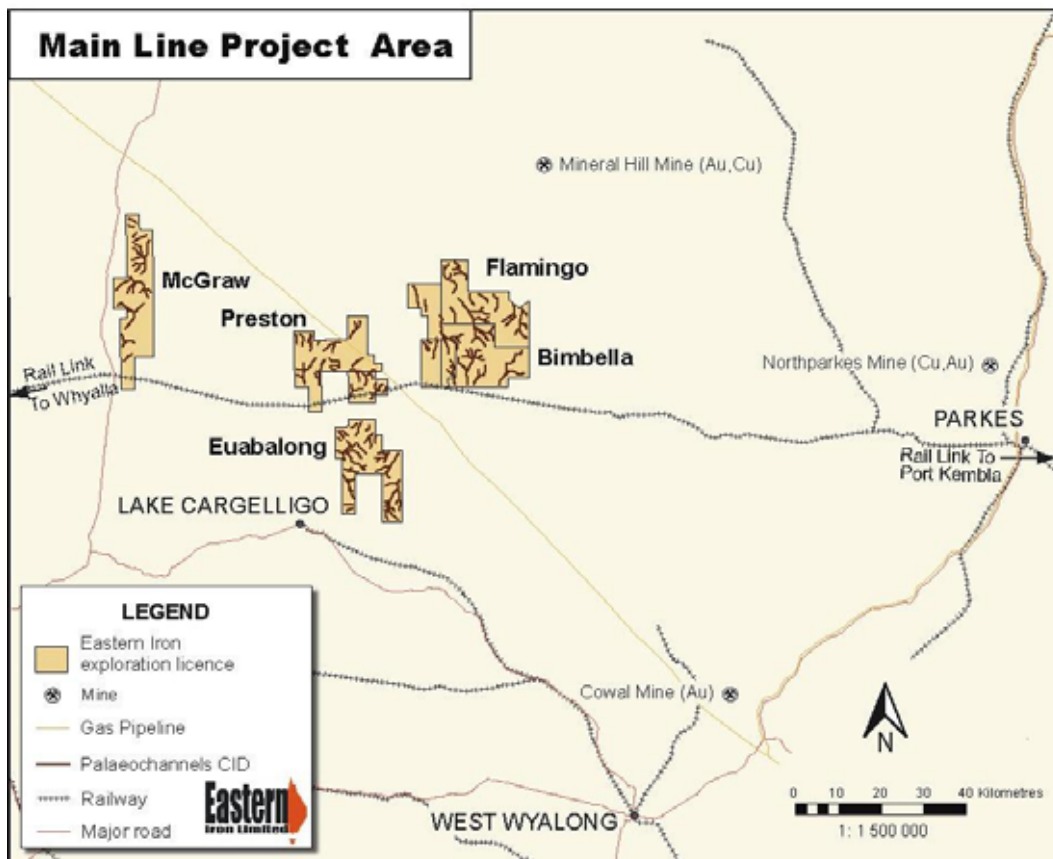 Main Line Project Area
Mineral Hill Mine (Au,Cu)
Flamingo
McGraw
Preston
Bimbella
Northparkes Mine (Cu,Au)
Rail Link
To Whyalla
PARKES
Rail Link To
Port Kembla
Euabalong
LAKE CARGELLIGO
LEGEND
Eastern Iron
exploration licence
Mine
Gas Pipeline
Palaeochannels CID
Railway
Major road
Eastern
Iron Limited
Cowal Mine (Au)
WEST WYALONG
N
0 10 20 30 40 Kilometres
1: 1 500 000